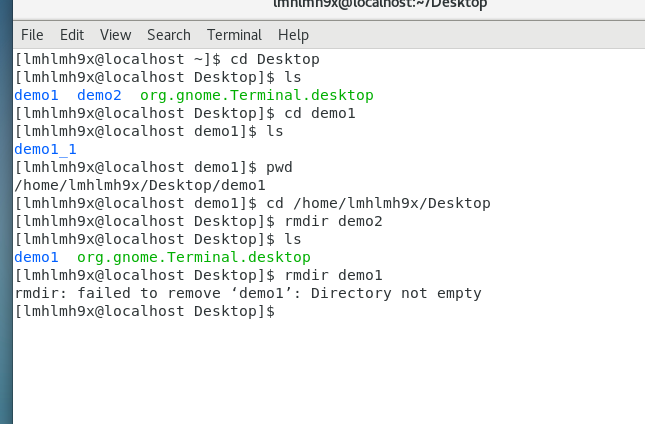 lmhlmh9x@localhost:~/Desktop
File Edit View Search Terminal Help
[lmhlmh9x@localhost ~]$ cd Desktop
[lmhlmh9x@localhost Desktop]$ ls
demo1  demo2  org.gnome.Terminal.desktop
[lmhlmh9x@localhost Desktop]$ cd demo1
[lmhlmh9x@localhost demo1]$ ls
demo1_1
[lmhlmh9x@localhost demo1]$ pwd
/home/lmhlmh9x/Desktop/demo1
[lmhlmh9x@localhost demo1]$ cd /home/lmhlmh9x/Desktop
[lmhlmh9x@localhost Desktop]$ rmdir demo2
[lmhlmh9x@localhost Desktop]$ ls
demo1  org.gnome.Terminal.desktop
[lmhlmh9x@localhost Desktop]$ rmdir demo1
rmdir: failed to remove ‘demo1’: Directory not empty
[lmhlmh9x@localhost Desktop]$